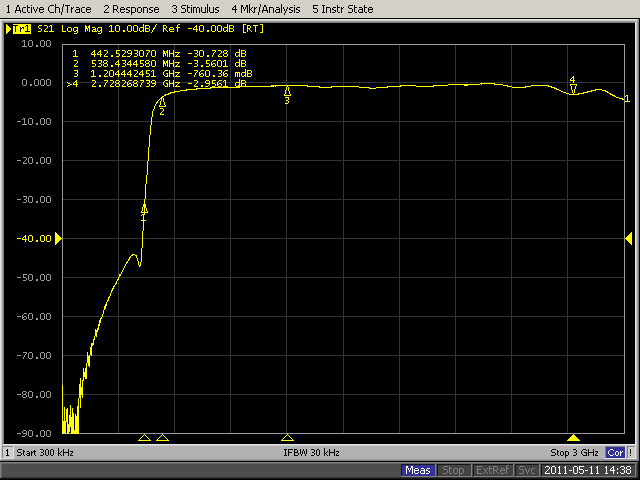 1 Active Ch/Trace 2 Response 3 Stimulus 4 Mkr/Analysis 5 Instr State
Tr1 S21 Log Mag 10.00dB/ Ref -40.00dB [RT]
10.00
1 442.5293070 MHz -30.728 dB
2 538.4344580 MHz -3.5601 dB
3 1.204442451 GHz -760.36 mdB
>4 2.728268739 GHz -2.9561 dB
0.000
4
3
1
2
-10.00
-20.00
-30.00
1
-40.00
-50.00
-60.00
-70.00
-80.00
-90.00
1 Start 300 kHz IFBW 30 kHz Stop 3 GHz Cor !
Meas Stop ExtRef Svc 2011-05-11 14:38